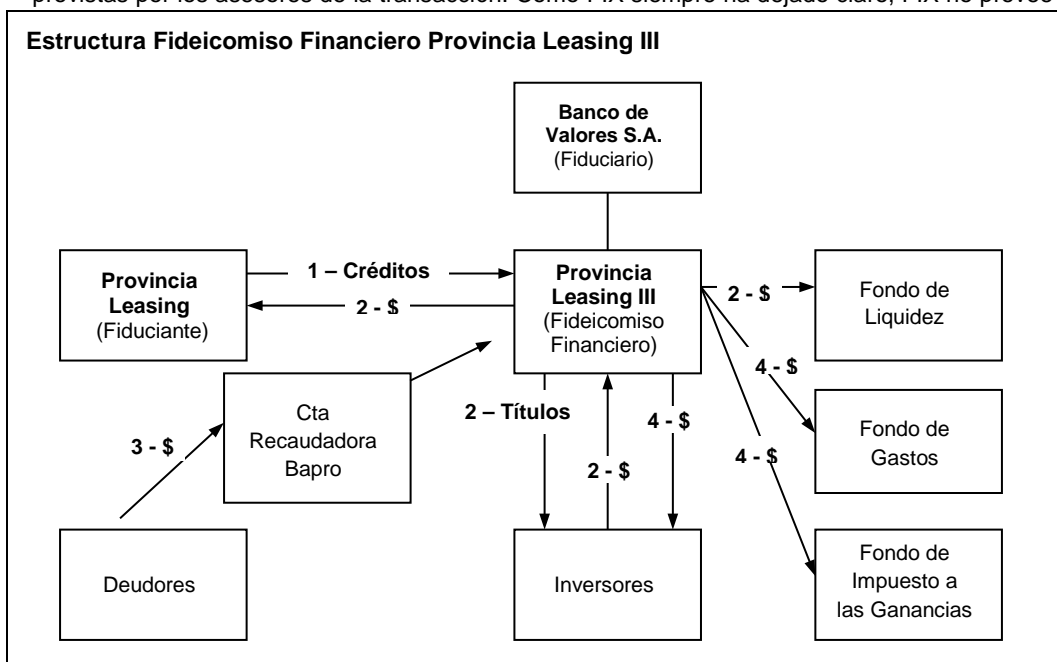 previstas por los asesores de la transacción. Como FIX siempre ha dejado claro, FIX no provee
Estructura Fideicomiso Financiero Provincia Leasing III
Banco de
Valores S.A.
(Fiduciario)
Provincia
Leasing
(Fiduciante)
1 – Créditos
2 - $
Provincia
Leasing III
(Fideicomiso
Financiero)
2 - $
Fondo de
Liquidez
Cta
Recaudadora
Bapro
3 - $
2 – Títulos
2 - $
4 - $
4 - $
4 - $
Fondo de
Gastos
Deudores
Inversores
Fondo de
Impuesto a
las Ganancias